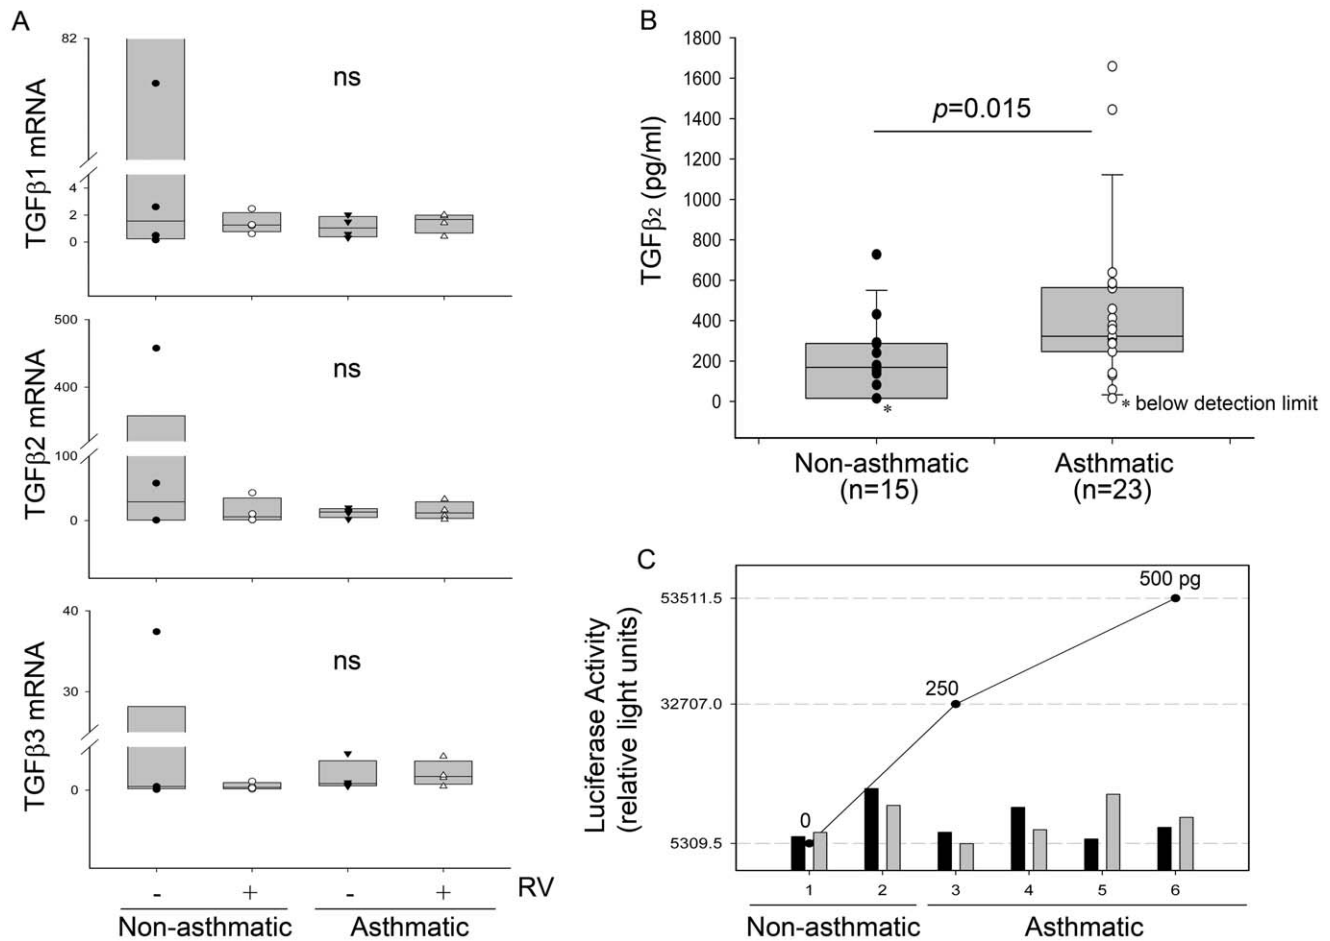 A
82
TGFβ1 mRNA
ns
4
2
0
500
TGFβ2 mRNA
ns
400
100
0
40
TGFβ3 mRNA
ns
30
0
- + - + RV
Non-asthmatic Asthmatic
B
1800
1600
1400
1200
1000
800
600
400
200
0
TGFβ2 (pg/ml)
p=0.015
*
* below detection limit
Non-asthmatic Asthmatic
(n=15) (n=23)
C
Luciferase Activity
(relative light units)
53511.5
32707.0
5309.5
500 pg
250
0
1 2 3 4 5 6
Non-asthmatic Asthmatic